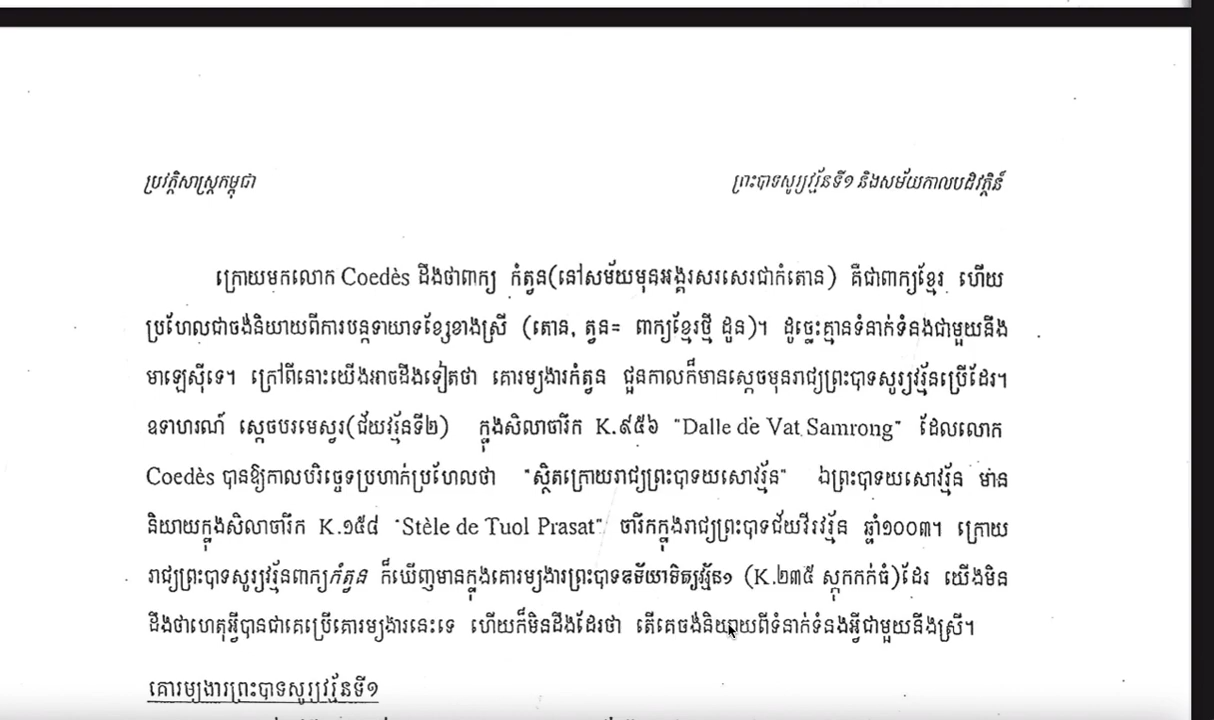 ប្រវត្តិសាស្ត្រកម្ពុជា
ព្រះបាទសូរ្យវរ្ម័នទី១ និងសម័យកាលបដិវត្តិន៍
ក្រោយមកលោក Coedès ដឹងថាពាក្យ កំត្វន(នៅសម័យមុនអង្គរសរសេរជាកំតោន) គឺជាពាក្យខ្មែរ ហើយ
ប្រហែលជាចង់និយាយពីការបន្តទាយាទខ្សែខាងស្រី (តោន, ត្វន= ពាក្យខ្មែរថ្មី ដូន)។ ដូច្នេះគ្មានទំនាក់ទំនងជាមួយនឹង
មាឡេស៊ីទេ។ ក្រៅពីនោះយើងអាចដឹងទៀតថា គោរម្យងារកំត្វន ជួនកាលក៏មានស្តេចមុនរាជ្យព្រះបាទសូរ្យវរ្ម័នប្រើដែរ។
ឧទាហរណ៍ ស្តេចបរមេស្វរ(ជ័យវរ្ម័នទី២) ក្នុងសិលាចារឹក K.៩៥៦ "Dalle de Vat Samrong" ដែលលោក
Coedès បានឱ្យកាលបរិច្ចេទប្រហាក់ប្រហែលថា "ស្ថិតក្រោយរាជ្យព្រះបាទយសោវរ្ម័ន" ឯព្រះបាទយសោវរ្ម័ន មាន
និយាយក្នុងសិលាចារឹក K.១៥៨ "Stèle de Tuol Prasat" ចារឹកក្នុងរាជ្យព្រះបាទជ័យវីរវរ្ម័ន ឆ្នាំ១០០៣។ ក្រោយ
រាជ្យព្រះបាទសូរ្យវរ្ម័នពាក្យកំត្វន ក៏ឃើញមានក្នុងគោរម្យងារព្រះបាទឧទ័យាទិត្យវរ្ម័ន១ (K.២៣៥ ស្តុកកក់ធំ)ដែរ យើងមិន
ដឹងថាហេតុអ្វីបានជាគេប្រើគោរម្យងារនេះទេ ហើយក៏មិនដឹងដែរថា តើគេចង់និយាយពីទំនាក់ទំនងអ្វីជាមួយនឹងស្រី។
គោរម្យងារព្រះបាទសូរ្យវរ្ម័នទី១